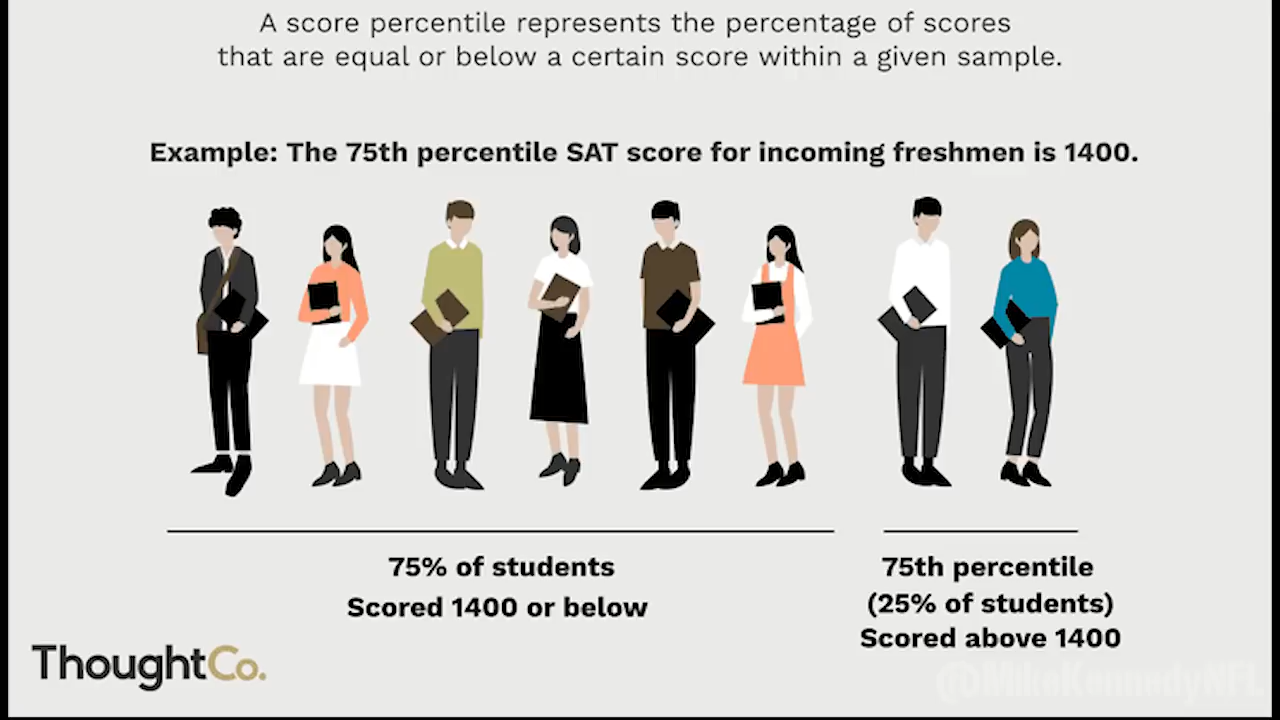 A score percentile represents the percentage of scores
that are equal or below a certain score within a given sample.
Example: The 75th percentile SAT score for incoming freshmen is 1400.
75% of students
Scored 1400 or below
75th percentile
(25% of students)
Scored above 1400
ThoughtCo.
@MikeKennedyNFL